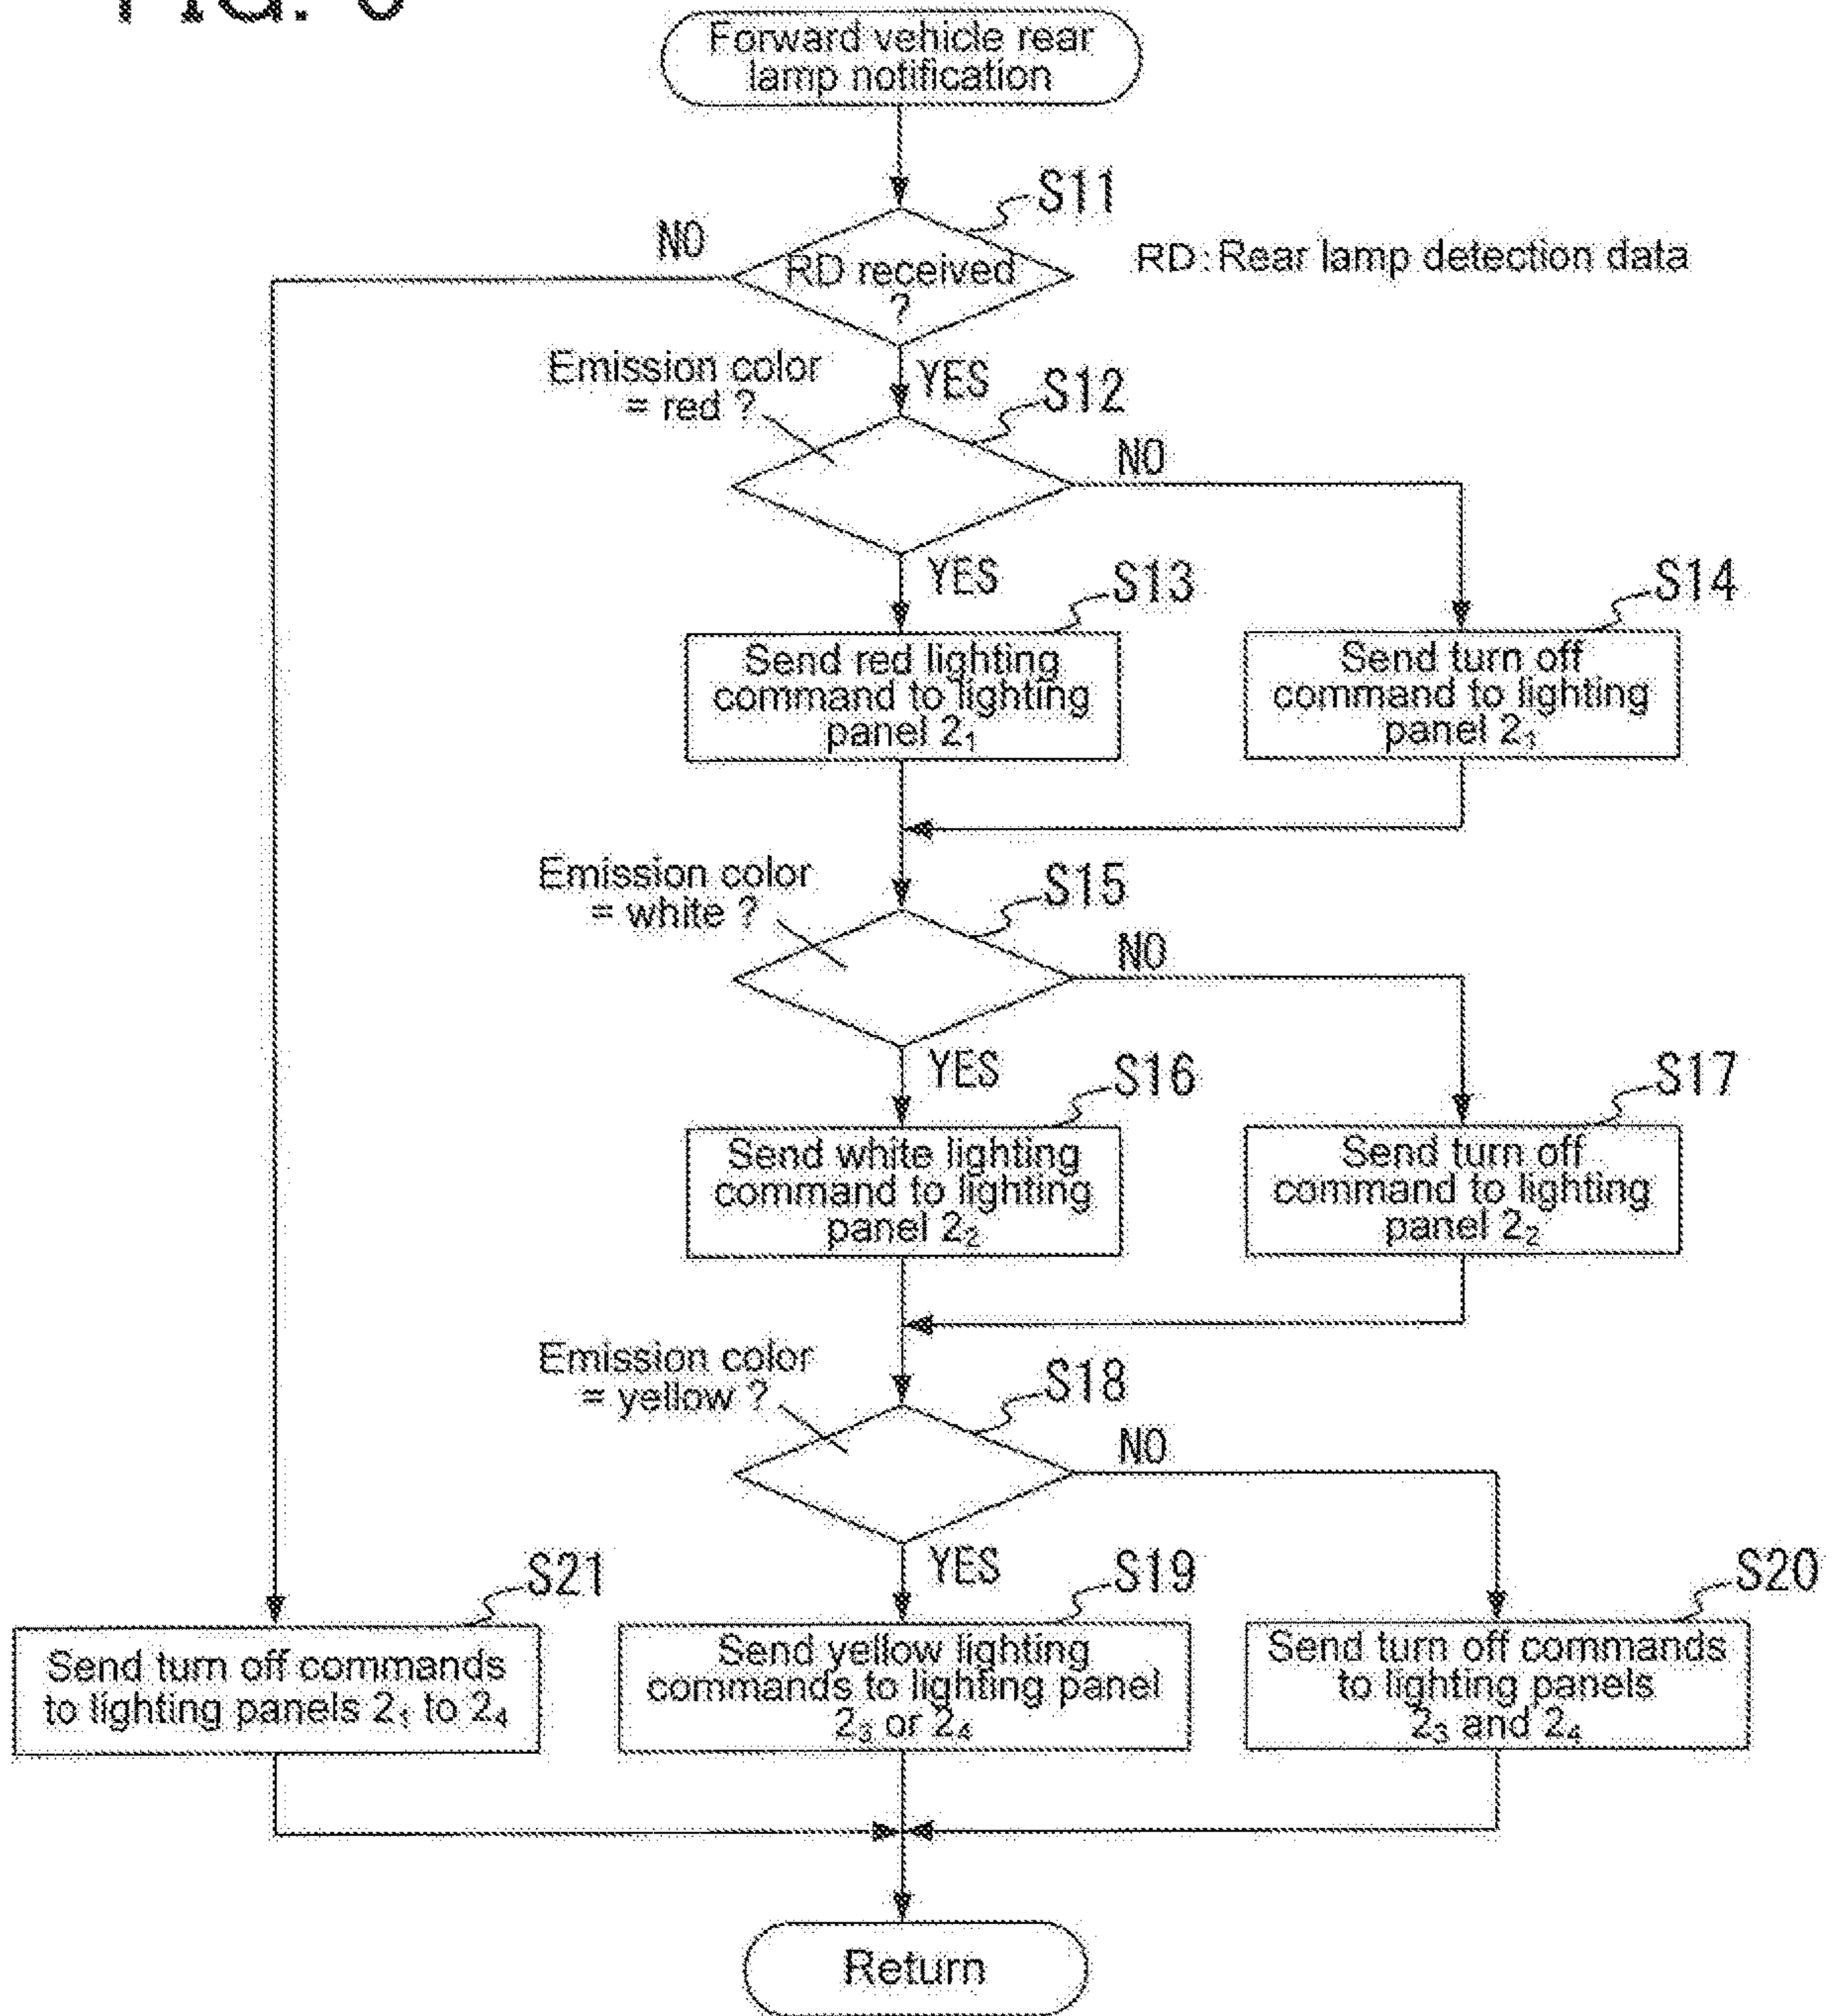 Forward vehicle rear
lamp notification
S11
NO
RD received
?
RD: Rear lamp detection data
YES
Emission color
= red ?
S12
NO
YES
S13
S14
Send red lighting
command to lighting
panel 2₁
Send turn off
command to lighting
panel 2₁
Emission color
= white ?
S15
NO
YES
S16
S17
Send white lighting
command to lighting
panel 2₂
Send turn off
command to lighting
panel 2₂
Emission color
= yellow ?
S18
NO
YES
S21
S19
S20
Send turn off commands
to lighting panels 2₁ to 2₄
Send yellow lighting
commands to lighting panel
2₃ or 2₄
Send turn off commands
to lighting panels
2₃ and 2₄
Return